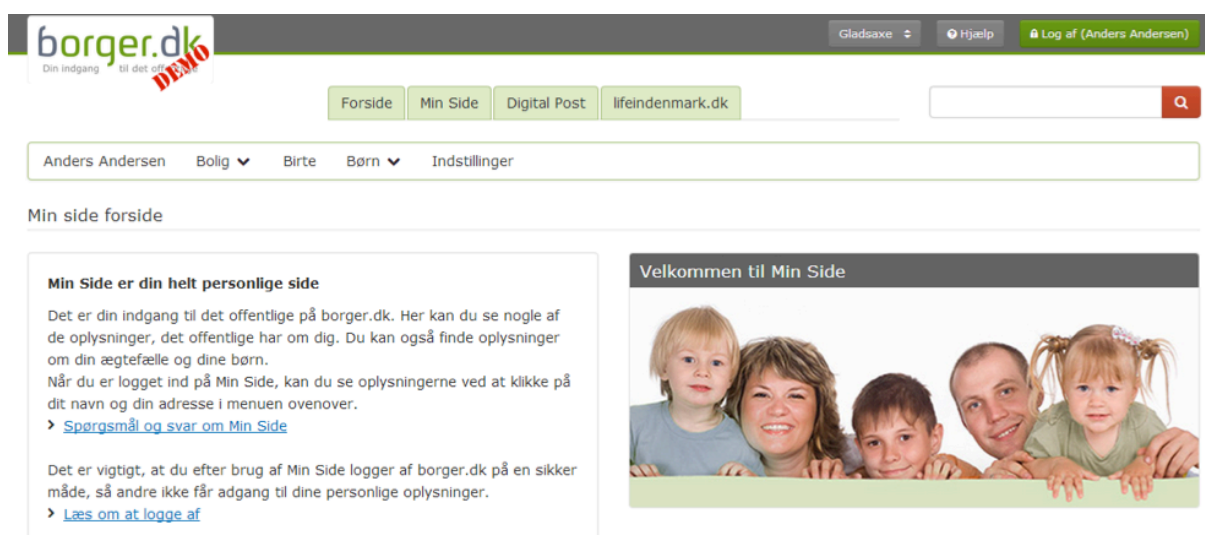 borger.dk
Din indgang til det
DEMO
Gladsaxe
Hjælp
Log af (Anders Andersen)
Forside
Min Side
Digital Post
lifeindenmark.dk
Anders Andersen
Bolig
Birte
Børn
Indstillinger
Min side forside
Min Side er din helt personlige side
Det er din indgang til det offentlige på borger.dk. Her kan du se nogle af
de oplysninger, det offentlige har om dig. Du kan også finde oplysninger
om din ægtefælle og dine børn.
Når du er logget ind på Min Side, kan du se oplysningerne ved at klikke på
dit navn og din adresse i menuen ovenover.
Spørgsmål og svar om Min Side
Det er vigtigt, at du efter brug af Min Side logger af borger.dk på en sikker
måde, så andre ikke får adgang til dine personlige oplysninger.
Læs om at logge af
Velkommen til Min Side